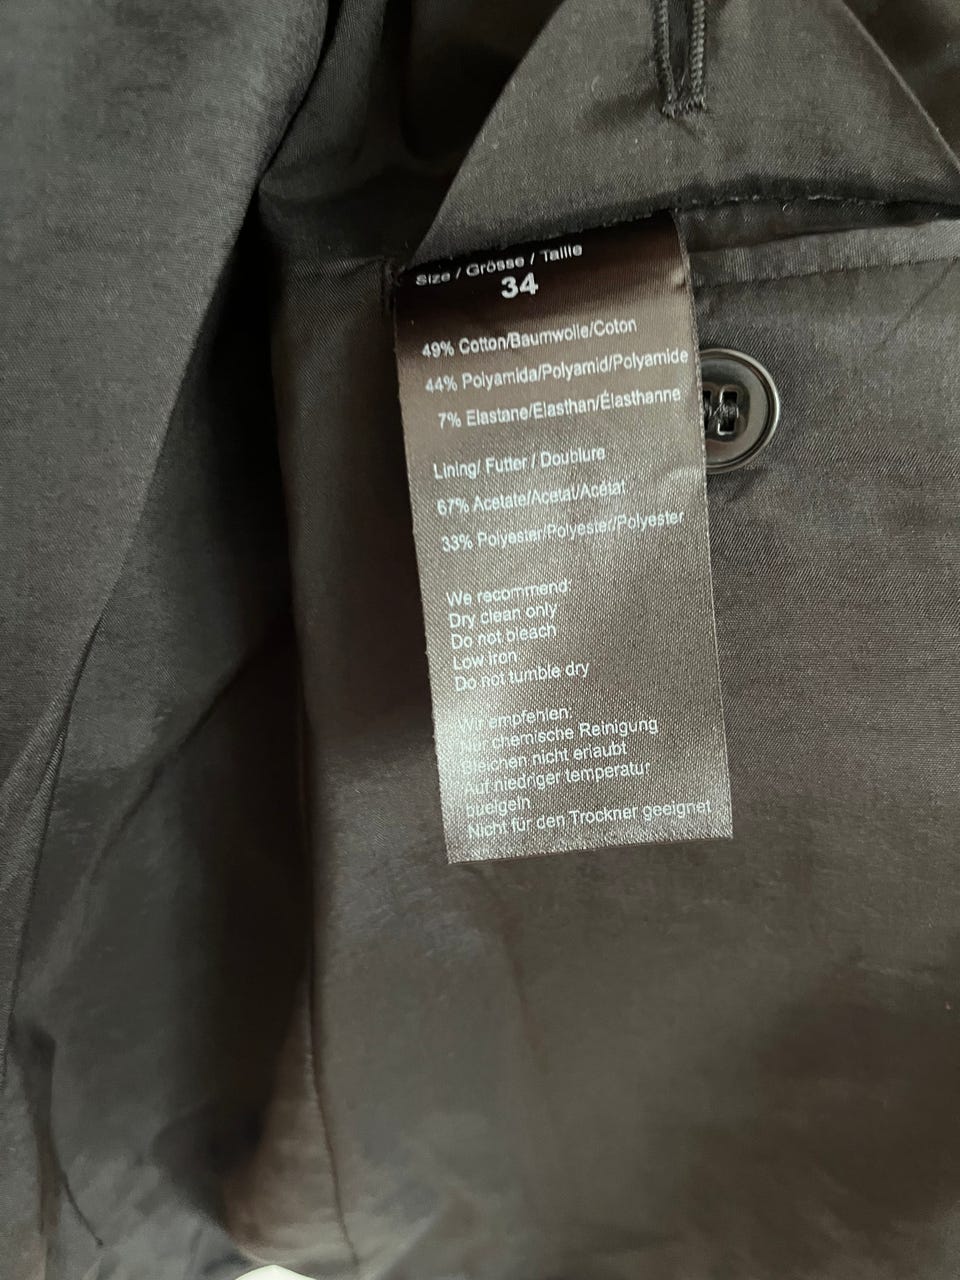 Size / Grösse / Taille
34
49% Cotton/Baumwolle/Coton
44% Polyamida/Polyamid/Polyamide
7% Elastane/Elasthan/Élasthanne
Lining/ Futter / Doublure
67% Acetate/Acetat/Acétat
33% Polyester/Polyester/Polyester
We recommend:
Dry clean only
Do not bleach
Low iron
Do not tumble dry
Wir empfehlen:
Nur chemische Reinigung
Bleichen nicht erlaubt
Auf niedriger temperatur
buelgeln
Nicht für den Trockner geeignet